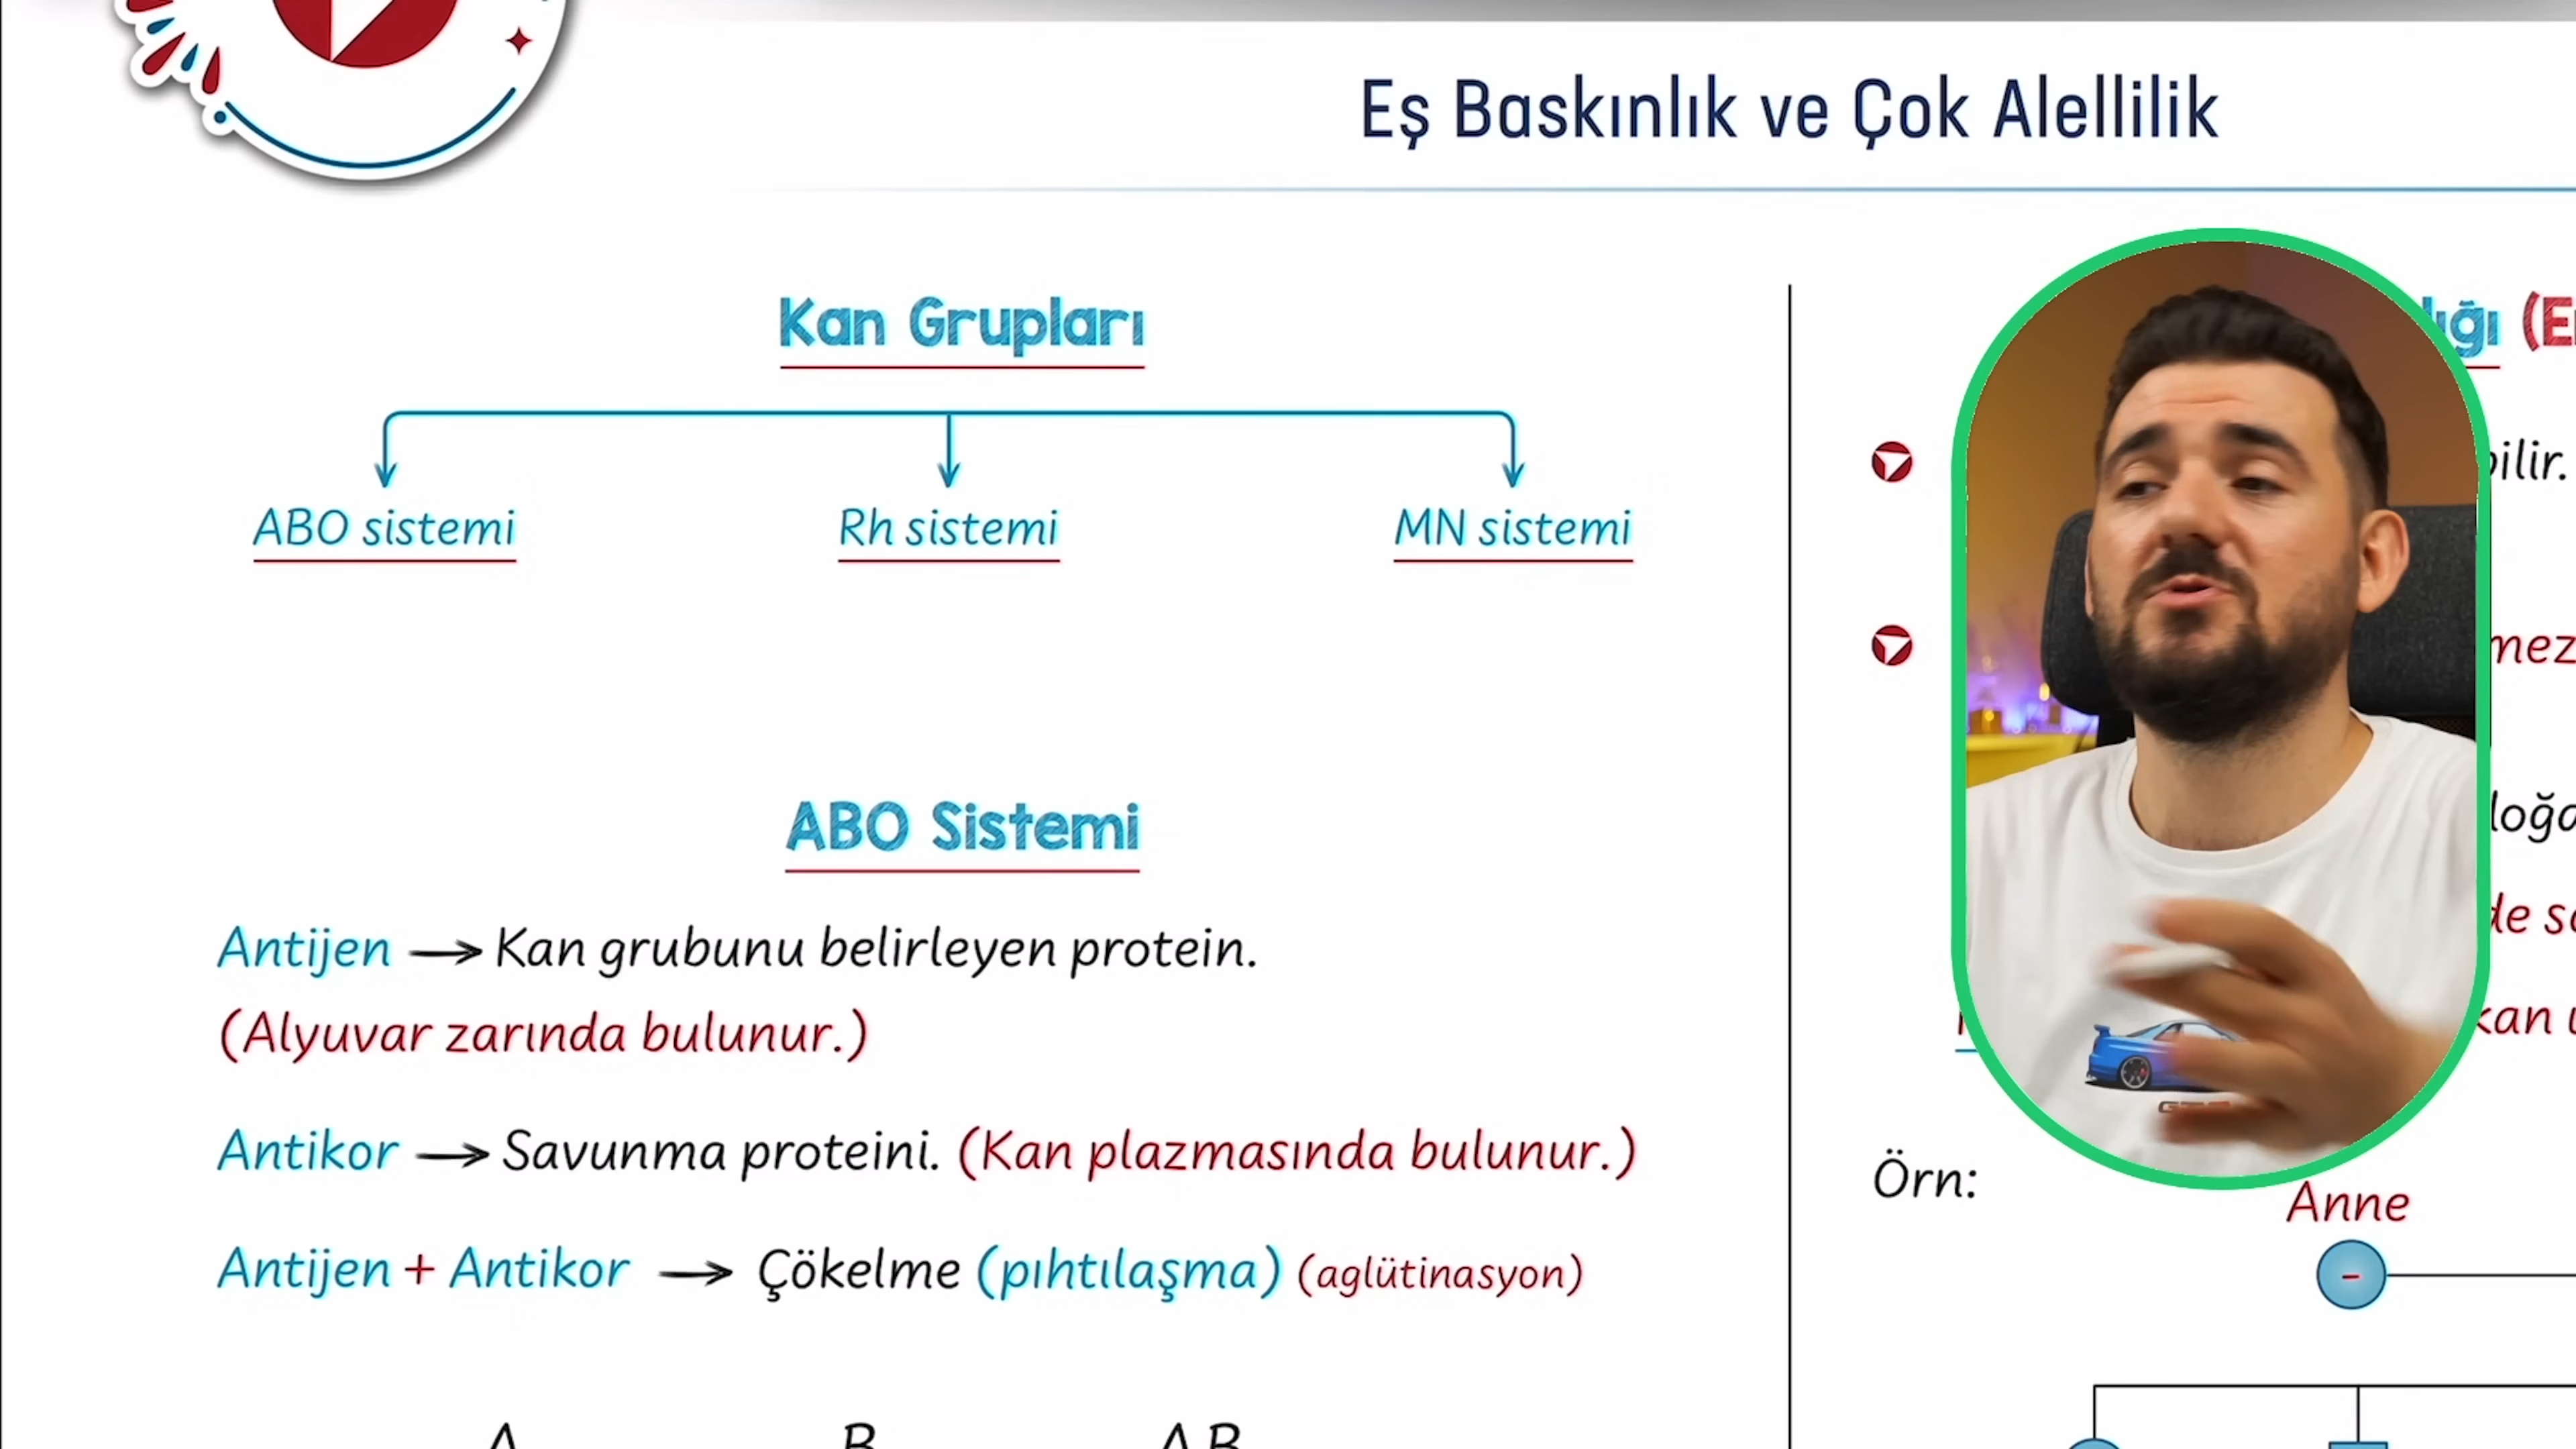 Eş Baskınlık ve Çok Alellilik
Kan Grupları
ABO sistemi
Rh sistemi
MN sistemi
ABO Sistemi
Antijen → Kan grubunu belirleyen protein.
(Alyuvar zarında bulunur.)
Antikor → Savunma proteini. (Kan plazmasında bulunur.)
Antijen + Antikor → Çökelme (pıhtılaşma) (aglütinasyon)
A B AB
Örn:
Anne
-